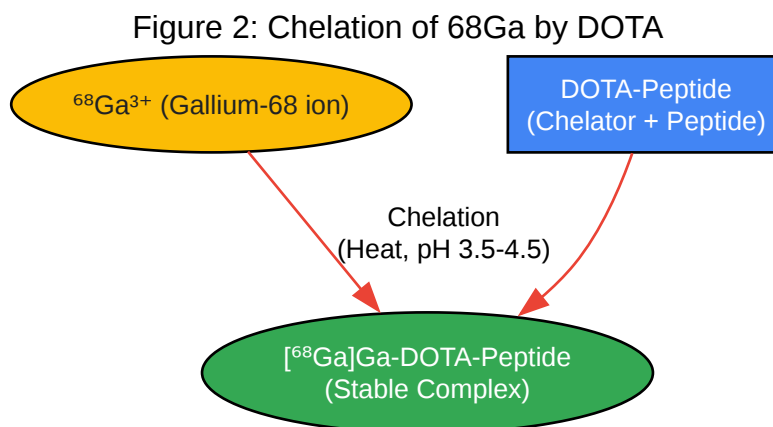 Figure 2: Chelation of 68Ga by DOTA
⁶⁸Ga³⁺ (Gallium-68 ion)
DOTA-Peptide
(Chelator + Peptide)
Chelation
(Heat, pH 3.5-4.5)
[⁶⁸Ga]Ga-DOTA-Peptide
(Stable Complex)